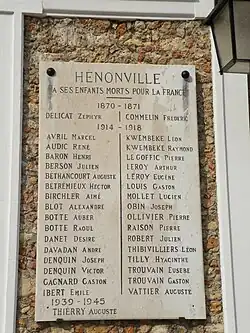 HENONVILLE
A SES ENFANTS MORTS POUR LA FRANCE
1870 - 1871
DELICAT ZEPHYR COMMELIN FREDERIC
1914 - 1918
AVRIL MARCEL KWEMBEKE LEON
AUDIC RENE KWEMBEKE RAYMOND
BARON HENRI LE GOFFIC PIERRE
BERSON JULIEN LEROY ARTHUR
BETHANCOURT AUGUSTE LEROY EUGENE
BETREMIEUX HECTOR LOUIS GASTON
BIRCHLER AIME MOLLET LUCIEN
BLOT ALEXANDRE OBIN JOSEPH
BOTTE AUBER OLLIVIER PIERRE
BOTTE RAOUL RAISON PIERRE
DANET DESIRE ROBERT JULIEN
DAVADAN ANDRE THIBIVILLIERS LEON
DENQUIN JOSEPH TILLY HYACINTHE
DENQUIN VICTOR TROUVAIN EUSEBE
GAGNARD GASTON TROUVAIN GASTON
IBERT EMILE VATTIER AUGUSTE
1939 - 1945
THIERRY AUGUSTE